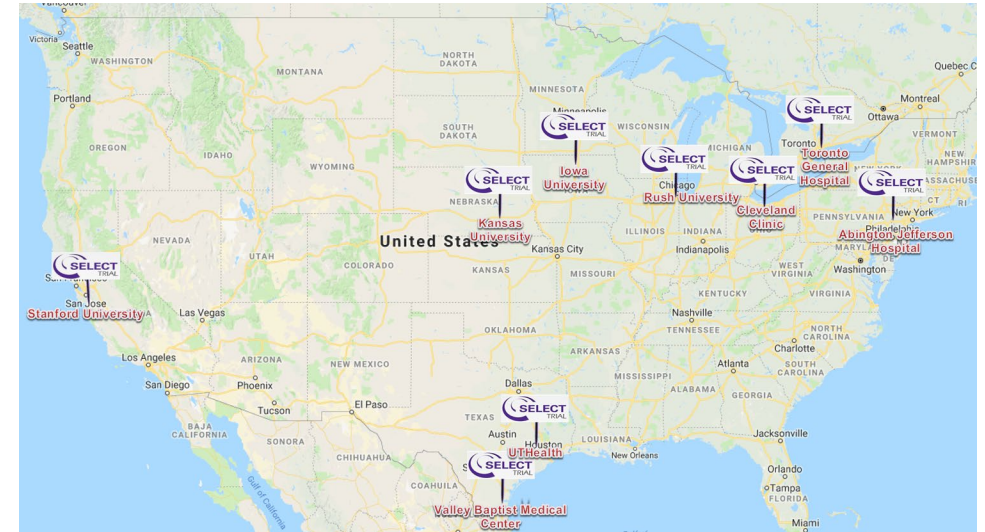 Vancouver
Victoria
Seattle
WASHINGTON
NORTH
DAKOTA
MONTANA
Quebec C
MINNESOTA
Portland
Minneapolis
Montreal
Ottawa
SELECT
TRIAL
SELECT
TRIAL
SOUTH
DAKOTA
WISCONSIN
OREGON
IDAHO
MICHIGAN
Toronto
VERMONT
Toronto
General
Hospital
NEW
HAMPSHIR
SELECT
TRIAL
SELECT
TRIAL
SELECT
TRIAL
SELECT
TRIAL
SELECT
TRIAL
WYOMING
Iowa
University
Chicago
Rush University
Cleveland
Clinic
NEBRASKA
CT
RI
New York
PENNSYLVANIA
Kansas
University
ILLINOIS
INDIANA
Philadelphia
Abington Jefferson
Hospital
NEVADA
United States
Kansas City
Indianapolis
MARYLAND
DE
UTAH
COLORADO
KANSAS
MISSOURI
WEST
VIRGINIA
Washington
SELECT
TRIAL
San Jose
Stanford University
Las Vegas
KENTUCKY
VIRGINIA
Nashville
TENNESSEE
OKLAHOMA
NORTH
CAROLINA
Charlotte
Los Angeles
ARIZONA
NEW MEXICO
ARKANSAS
SOUTH
CAROLINA
Atlanta
San Diego
Phoenix
Dallas
MISSISSIPPI
ALABAMA
GEORGIA
Tucson
El Paso
TEXAS
SELECT
TRIAL
BAJA
CALIFORNIA
SONORA
Austin
Houston
UTHealth
LOUISIANA
New Orleans
Jacksonville
CHIHUAHUA
SELECT
TRIAL
COAHUILA
Gulf of California
Orlando
Tampa
FLORIDA
Valley Baptist Medical
Center
Miami